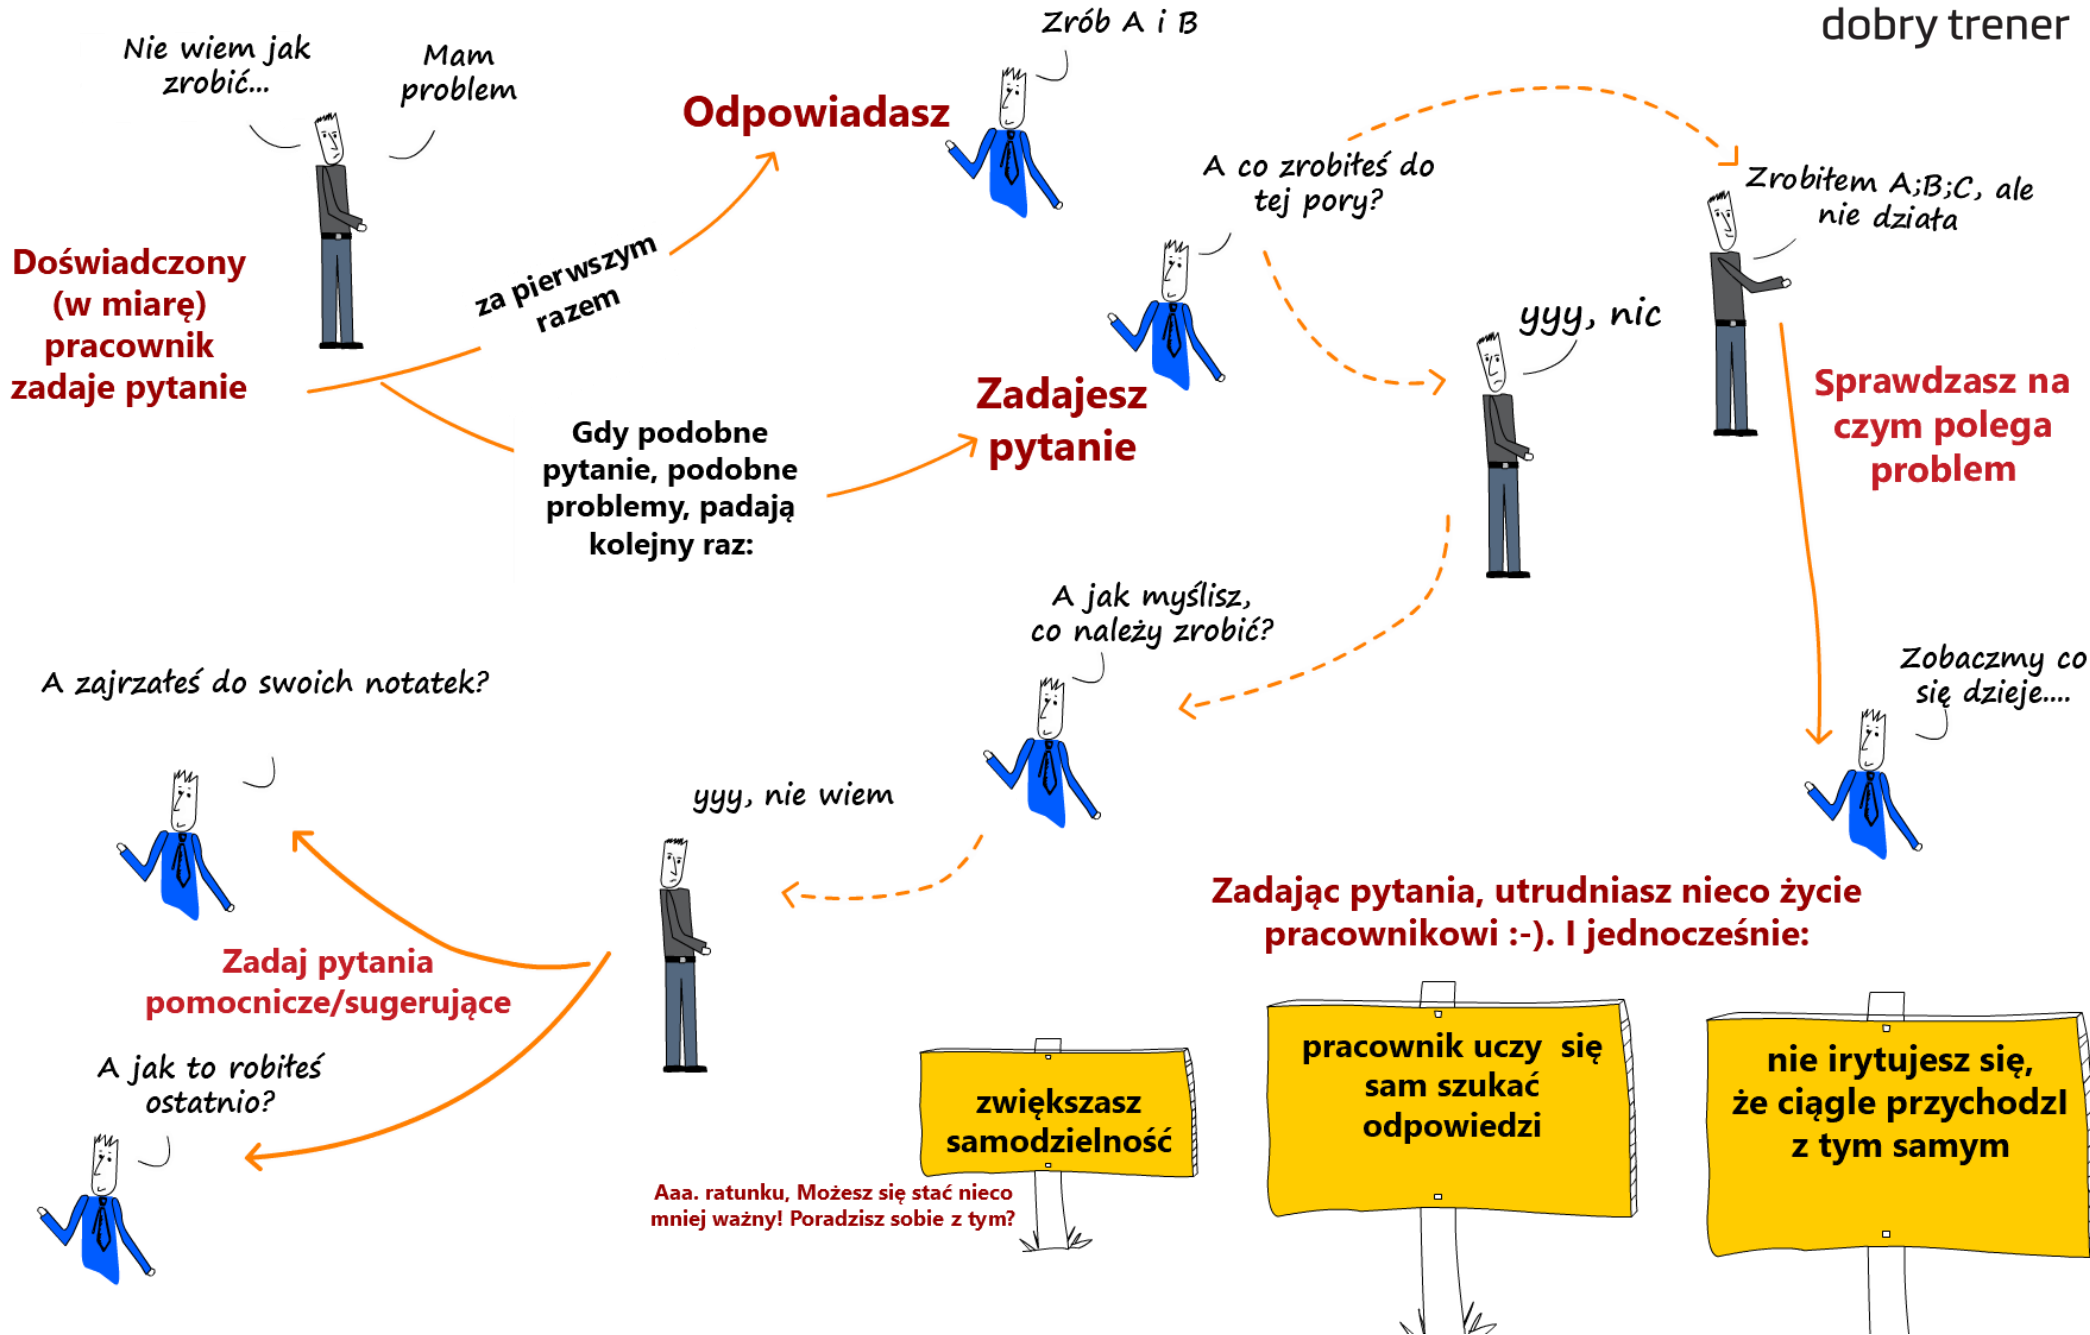 dobry trener
Nie wiem jak
zrobić...
Mam
problem
Doświadczony
(w miarę)
pracownik
zadaje pytanie
za pierwszym
razem
Odpowiadasz
Zrób A i B
Gdy podobne
pytanie, podobne
problemy, padają
kolejny raz:
Zadajesz
pytanie
A co zrobiłeś do
tej pory?
Zrobiłem A;B;C, ale
nie działa
yyy, nic
Sprawdzasz na
czym polega
problem
Zobaczmy co
się dzieje....
A jak myślisz,
co należy zrobić?
yyy, nie wiem
A zajrzałeś do swoich notatek?
Zadaj pytania
pomocnicze/sugerujące
A jak to robiłeś
ostatnio?
Zadając pytania, utrudniasz nieco życie
pracownikowi :-). I jednocześnie:
zwiększasz
samodzielność
Aaa. ratunku, Możesz się stać nieco
mniej ważny! Poradzisz sobie z tym?
pracownik uczy się
sam szukać
odpowiedzi
nie irytujesz się,
że ciągle przychodzI
z tym samym